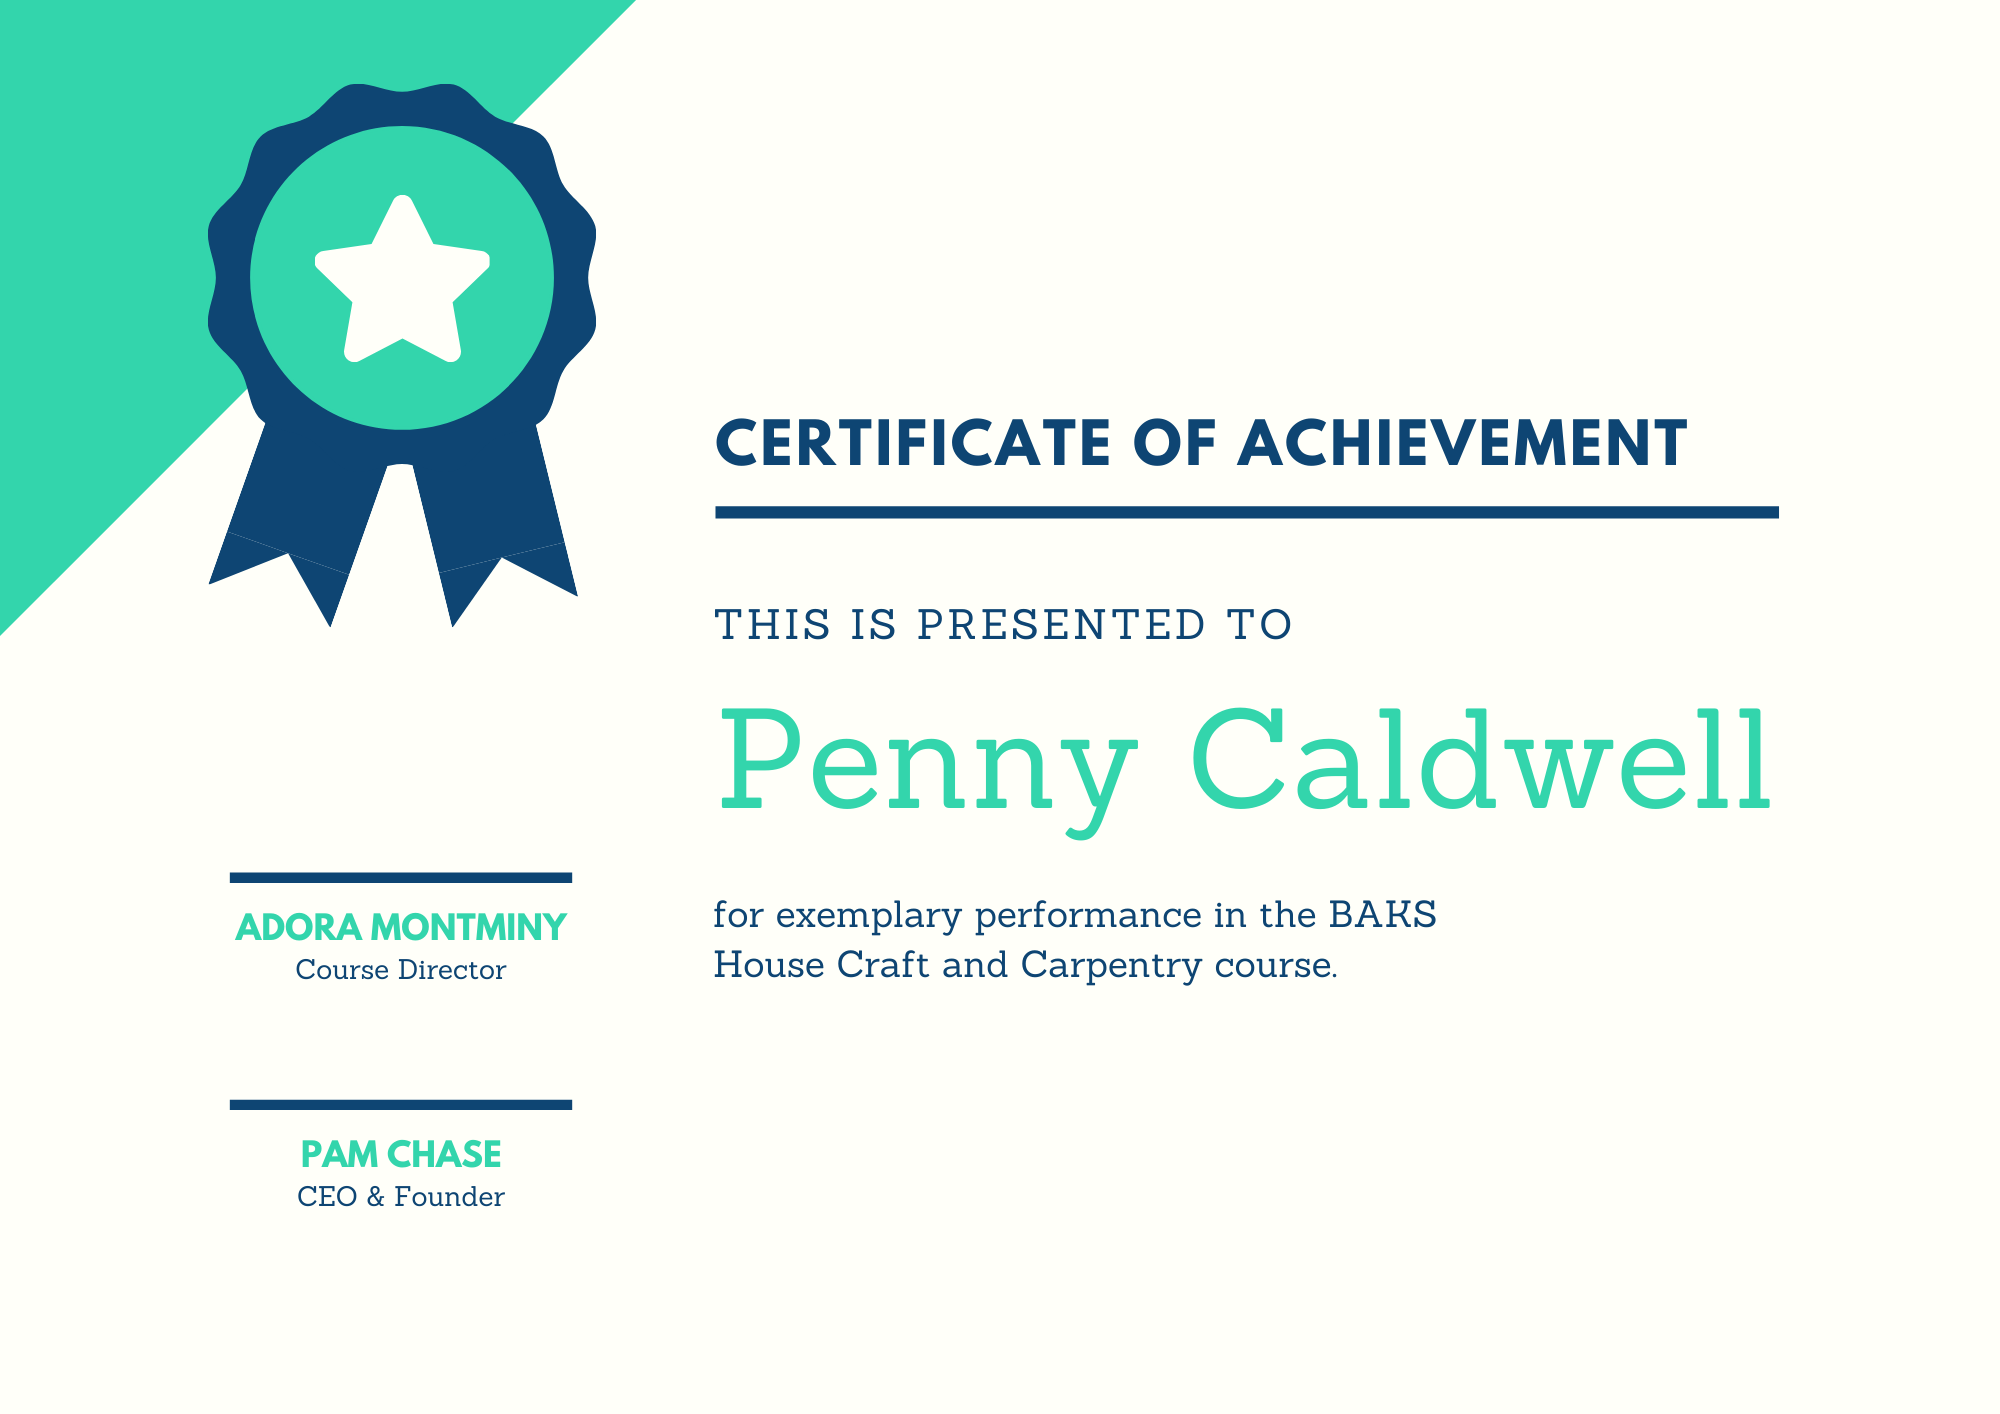 CERTIFICATE OF ACHIEVEMENT
THIS IS PRESENTED TO
Penny Caldwell
for exemplary performance in the BAKS
House Craft and Carpentry course.
ADORA MONTMINY
Course Director
PAM CHASE
CEO & Founder